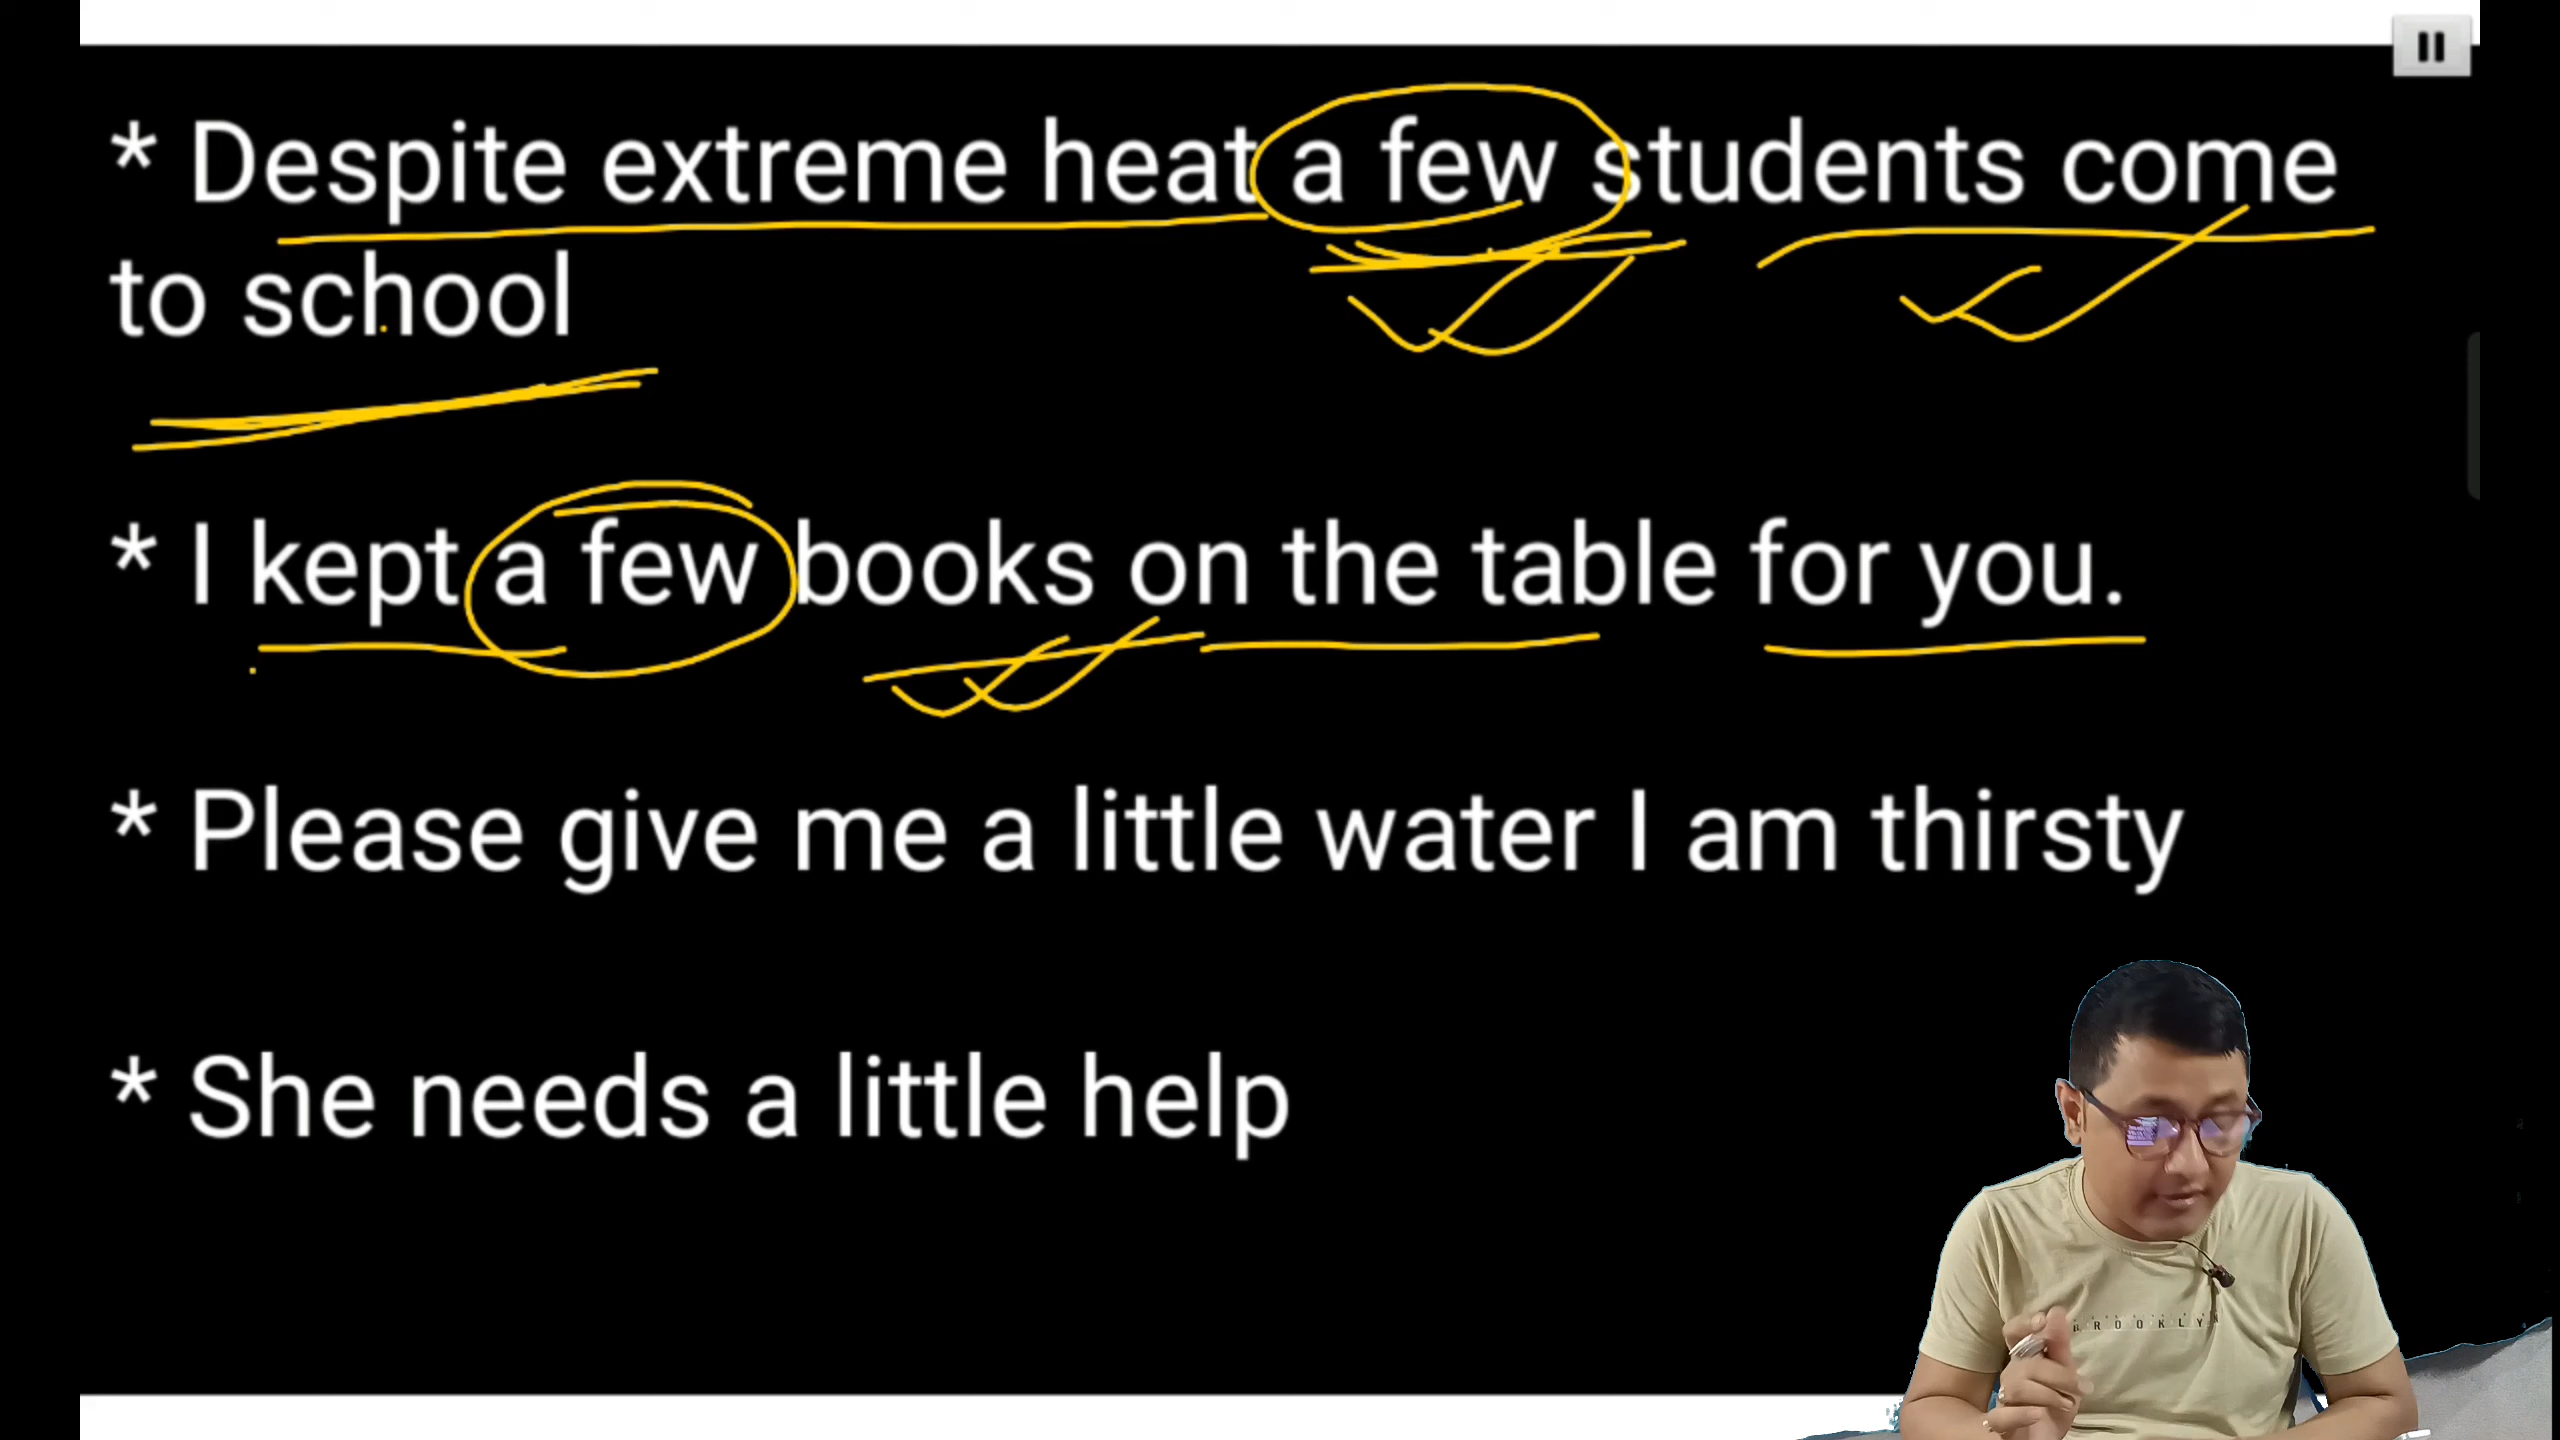 * Despite extreme heat a few students come
to school
* I kept a few books on the table for you.
* Please give me a little water I am thirsty
* She needs a little help
BROOKLYN